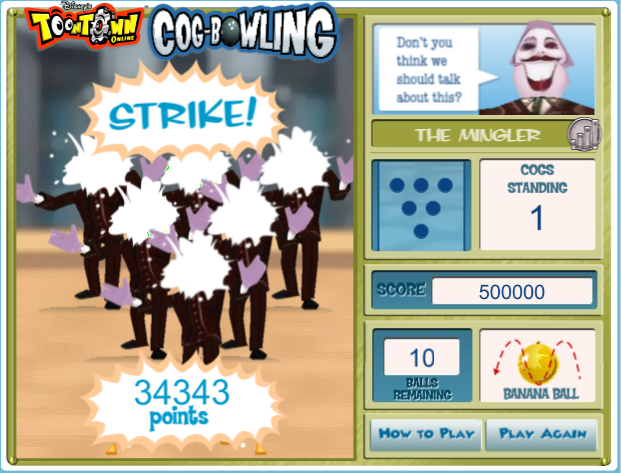 Disney's
TOONTOWN
ONLINE
COG-BOWLING
STRIKE!
34343
points
Don't you
think we
should talk
about this?
THE MINGLER
COGS
STANDING
1
SCORE 500000
10
BALLS
REMAINING
BANANA BALL
HOW TO PLAY
PLAY AGAIN